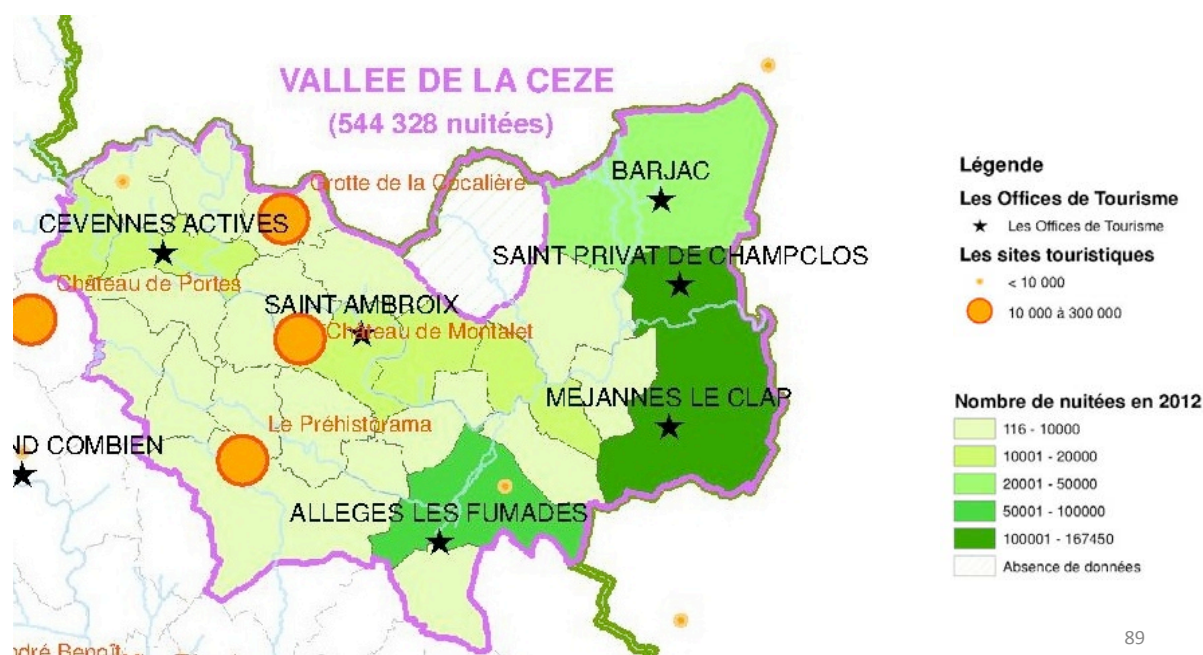 VALLEE DE LA CEZE
(544 328 nuitées)
BARJAC
Grotte de la Cocalière
CEVENNES ACTIVES
SAINT PRIVAT DE CHAMPCLOS
Château de Portes
SAINT AMBROIX
Château de Montalet
MEJANNES LE CLAP
Le Préhistorama
ND COMBIEN
ALLEGES LES FUMADES
dré Benoît
Légende
Les Offices de Tourisme
Les Offices de Tourisme
Les sites touristiques
< 10 000
10 000 à 300 000
Nombre de nuitées en 2012
116 - 10000
10001 - 20000
20001 - 50000
50001 - 100000
100001 - 167450
Absence de données
89